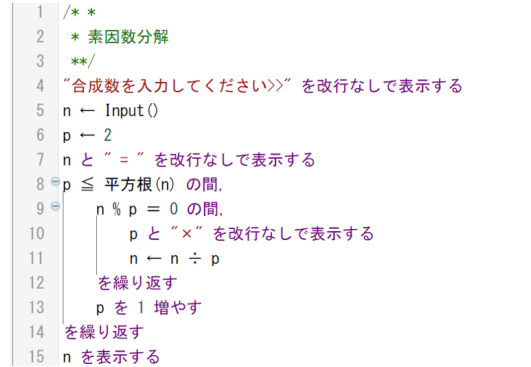 1 /* *
2 * 素因数分解
3 **/
4 "合成数を入力してください>>" を改行なしで表示する
5 n ← Input()
6 p ← 2
7 n と " = " を改行なしで表示する
8 p ≦ 平方根(n) の間,
9 n % p = 0 の間,
10 p と "×" を改行なしで表示する
11 n ← n ÷ p
12 を繰り返す
13 p を 1 増やす
14 を繰り返す
15 n を表示する